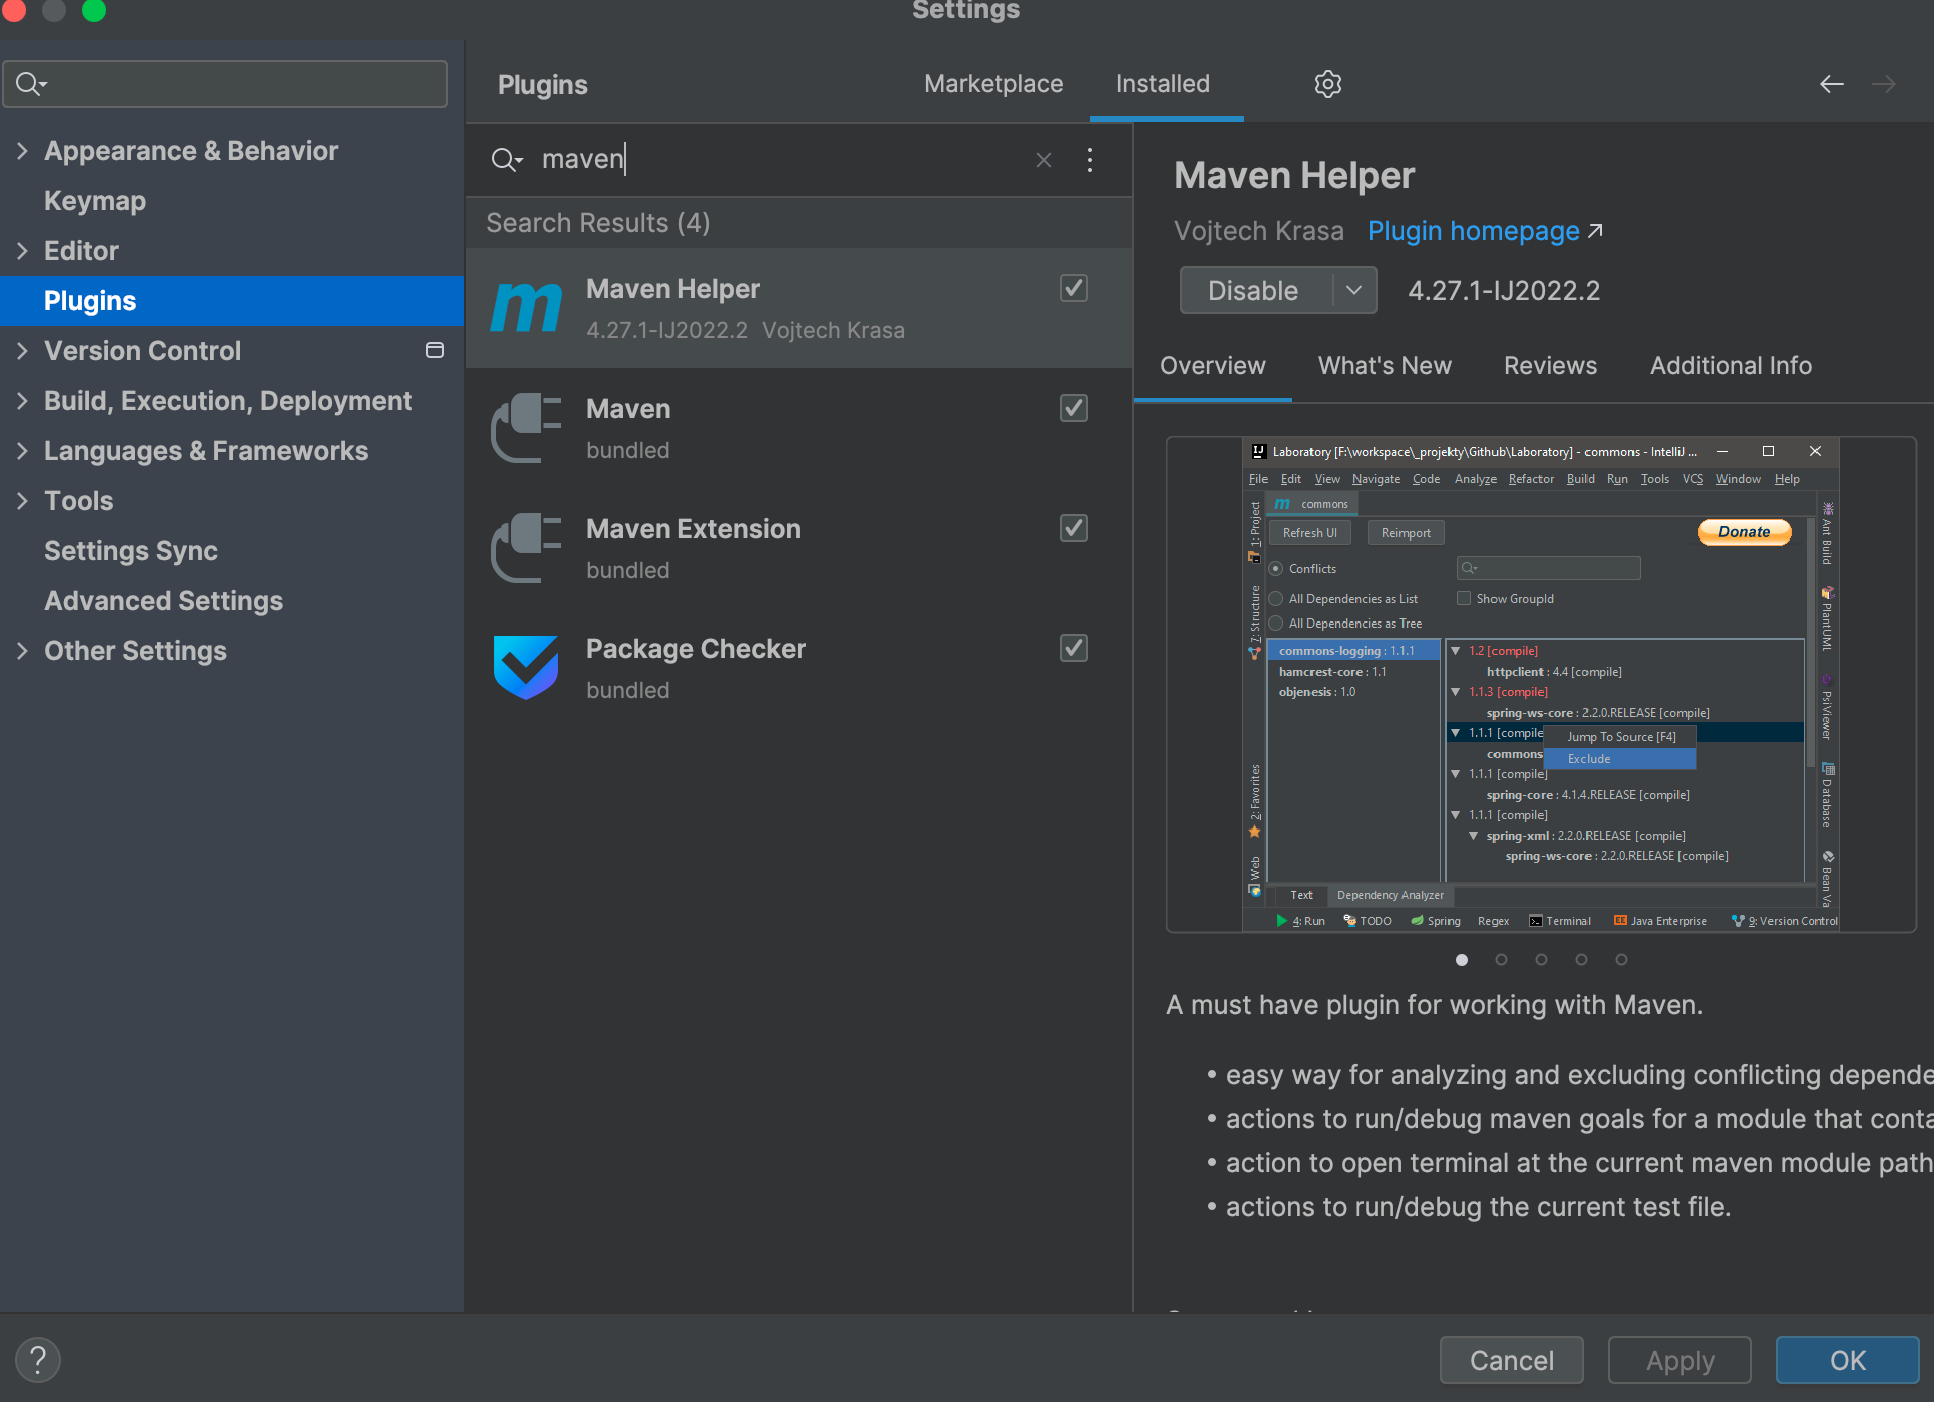 Settings
Plugins
Marketplace
Installed
Appearance & Behavior
Keymap
Editor
Plugins
Version Control
Build, Execution, Deployment
Languages & Frameworks
Tools
Settings Sync
Advanced Settings
Other Settings
maven
Search Results (4)
Maven Helper
4.27.1-IJ2022.2 Vojtech Krasa
Maven
bundled
Maven Extension
bundled
Package Checker
bundled
Maven Helper
Vojtech Krasa Plugin homepage
Disable 4.27.1-IJ2022.2
Overview What's New Reviews Additional Info
Laboratory [F:\workspace\_projekty\Github\Laboratory] - commons - IntelliJ ...
File Edit View Navigate Code Analyze Refactor Build Run Tools VCS Window Help
m commons
Refresh UI Reimport Donate
Conflicts
All Dependencies as List Show GroupId
All Dependencies as Tree
1: Project
7: Structure
2: Favorites
Web
commons-logging : 1.1.1
hamcrest-core : 1.1
objenesis : 1.0
1.2 [compile]
httpclient : 4.4 [compile]
1.1.3 [compile]
spring-ws-core : 2.2.0.RELEASE [compile]
1.1.1 [compile
commons
Jump To Source [F4]
Exclude
1.1.1 [compile]
spring-core : 4.1.4.RELEASE [compile]
1.1.1 [compile]
spring-xml : 2.2.0.RELEASE [compile]
spring-ws-core : 2.2.0.RELEASE [compile]
Ant Build
PlantUML
PsiViewer
Database
Bean Va
Text Dependency Analyzer
4: Run TODO Spring Regex Terminal Java Enterprise 9: Version Control
A must have plugin for working with Maven.
• easy way for analyzing and excluding conflicting depende
• actions to run/debug maven goals for a module that conta
• action to open terminal at the current maven module path
• actions to run/debug the current test file.
?
Cancel
Apply
OK